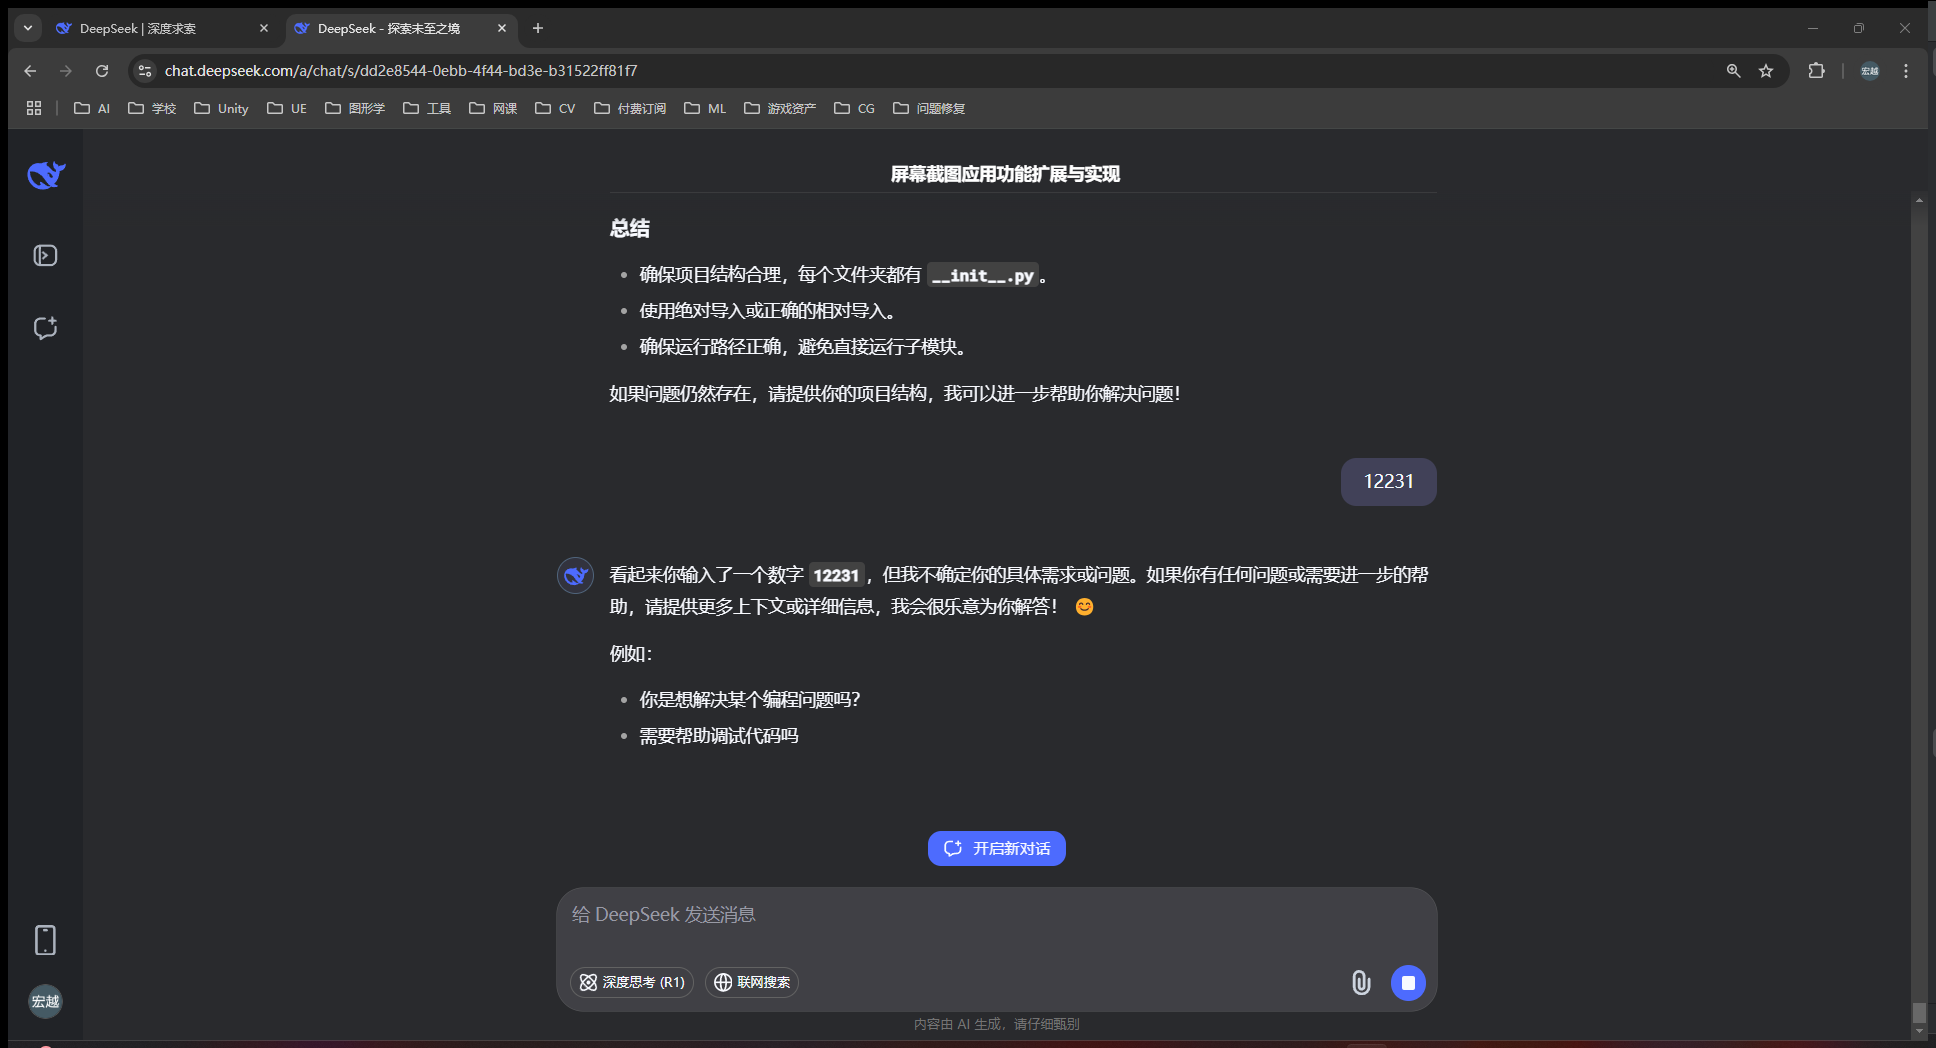 DeepSeek | 深度求索
DeepSeek - 探索未至之境
chat.deepseek.com/a/chat/s/dd2e8544-0ebb-4f44-bd3e-b31522ff81f7
宏越
AI 学校 Unity UE 图形学 工具 网课 CV 付费订阅 ML 游戏资产 CG 问题修复
屏幕截图应用功能扩展与实现
总结
确保项目结构合理，每个文件夹都有 __init__.py。
使用绝对导入或正确的相对导入。
确保运行路径正确，避免直接运行子模块。
如果问题仍然存在，请提供你的项目结构，我可以进一步帮助你解决问题！
12231
看起来你输入了一个数字 12231，但我不确定你的具体需求或问题。如果你有任何问题或需要进一步的帮
助，请提供更多上下文或详细信息，我会很乐意为你解答！ 😊
例如：
你是想解决某个编程问题吗？
需要帮助调试代码吗
开启新对话
给 DeepSeek 发送消息
深度思考 (R1) 联网搜索
宏越
内容由 AI 生成，请仔细甄别